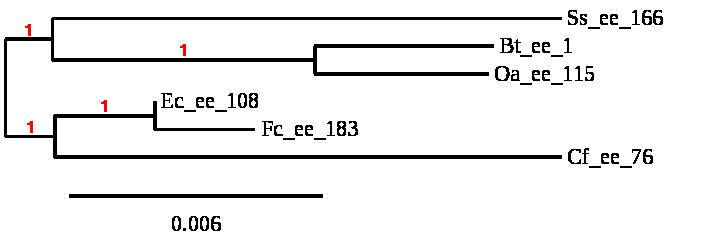 1
Ss_ee_166
1
Bt_ee_1
Oa_ee_115
1
Ec_ee_108
1
Fc_ee_183
Cf_ee_76
0.006